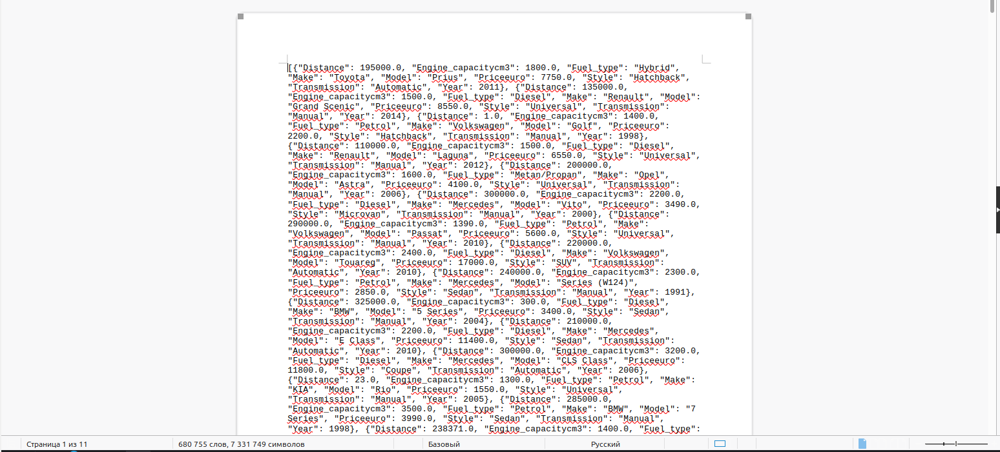 [{"Distance": 195000.0, "Engine_capacitycm3": 1800.0, "Fuel_type": "Hybrid",
"Make": "Toyota", "Model": "Prius", "Priceeuro": 7750.0, "Style": "Hatchback",
"Transmission": "Automatic", "Year": 2011}, {"Distance": 135000.0,
"Engine_capacitycm3": 1500.0, "Fuel_type": "Diesel", "Make": "Renault", "Model":
"Grand Scenic", "Priceeuro": 8550.0, "Style": "Universal", "Transmission":
"Manual", "Year": 2014}, {"Distance": 1.0, "Engine_capacitycm3": 1400.0,
"Fuel_type": "Petrol", "Make": "Volkswagen", "Model": "Golf", "Priceeuro":
2200.0, "Style": "Hatchback", "Transmission": "Manual", "Year": 1998},
{"Distance": 110000.0, "Engine_capacitycm3": 1500.0, "Fuel_type": "Diesel",
"Make": "Renault", "Model": "Laguna", "Priceeuro": 6550.0, "Style": "Universal",
"Transmission": "Manual", "Year": 2012}, {"Distance": 200000.0,
"Engine_capacitycm3": 1600.0, "Fuel_type": "Metan/Propan", "Make": "Opel",
"Model": "Astra", "Priceeuro": 4100.0, "Style": "Universal", "Transmission":
"Manual", "Year": 2006}, {"Distance": 300000.0, "Engine_capacitycm3": 2200.0,
"Fuel_type": "Diesel", "Make": "Mercedes", "Model": "Vito", "Priceeuro": 3490.0,
"Style": "Microvan", "Transmission": "Manual", "Year": 2000}, {"Distance":
290000.0, "Engine_capacitycm3": 1390.0, "Fuel_type": "Petrol", "Make":
"Volkswagen", "Model": "Passat", "Priceeuro": 5600.0, "Style": "Universal",
"Transmission": "Manual", "Year": 2010}, {"Distance": 220000.0,
"Engine_capacitycm3": 2400.0, "Fuel_type": "Diesel", "Make": "Volkswagen",
"Model": "Touareg", "Priceeuro": 17000.0, "Style": "SUV", "Transmission":
"Automatic", "Year": 2010}, {"Distance": 240000.0, "Engine_capacitycm3": 2300.0,
"Fuel_type": "Petrol", "Make": "Mercedes", "Model": "Series (W124)",
"Priceeuro": 2850.0, "Style": "Sedan", "Transmission": "Manual", "Year": 1991},
{"Distance": 325000.0, "Engine_capacitycm3": 300.0, "Fuel_type": "Diesel",
"Make": "BMW", "Model": "5 Series", "Priceeuro": 3400.0, "Style": "Sedan",
"Transmission": "Manual", "Year": 2004}, {"Distance": 210000.0,
"Engine_capacitycm3": 2200.0, "Fuel_type": "Diesel", "Make": "Mercedes",
"Model": "E Class", "Priceeuro": 11400.0, "Style": "Sedan", "Transmission":
"Automatic", "Year": 2010}, {"Distance": 300000.0, "Engine_capacitycm3": 3200.0,
"Fuel_type": "Diesel", "Make": "Mercedes", "Model": "CLS Class", "Priceeuro":
11800.0, "Style": "Coupe", "Transmission": "Automatic", "Year": 2006},
{"Distance": 23.0, "Engine_capacitycm3": 1300.0, "Fuel_type": "Petrol", "Make":
"KIA", "Model": "Rio", "Priceeuro": 1550.0, "Style": "Universal",
"Transmission": "Manual", "Year": 2005}, {"Distance": 285000.0,
"Engine_capacitycm3": 3500.0, "Fuel_type": "Petrol", "Make": "BMW", "Model": "7
Series", "Priceeuro": 3990.0, "Style": "Sedan", "Transmission": "Manual",
"Year": 1998}, {"Distance": 238371.0, "Engine_capacitycm3": 1400.0, "Fuel_type":
Страница 1 из 11 680 755 слов, 7 331 749 символов Базовый Русский